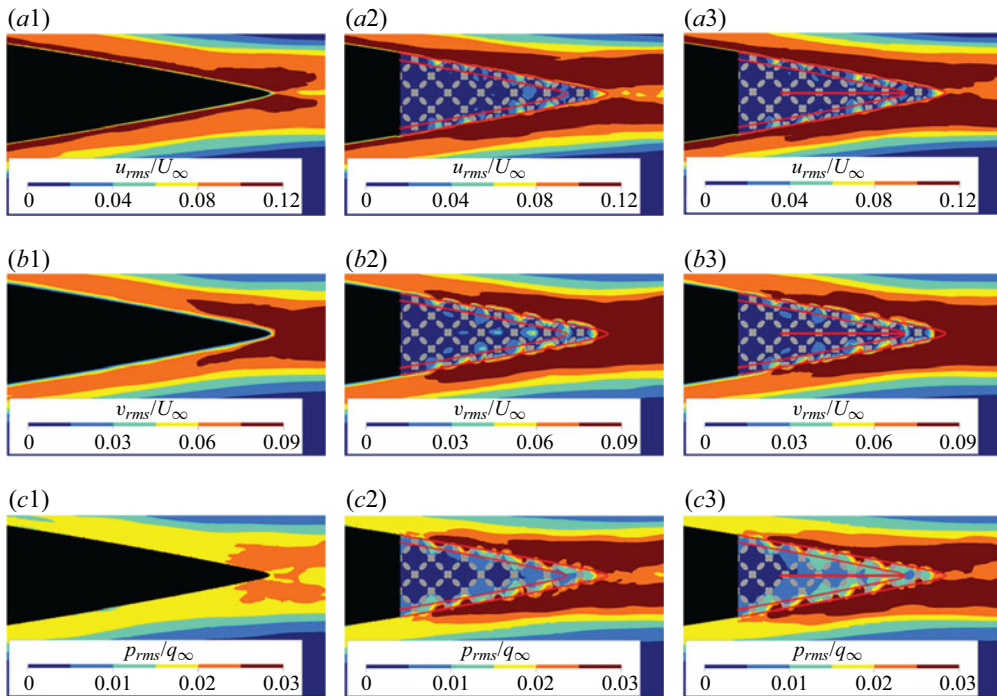 (a1) (a2) (a3)
u_rms/U_∞ u_rms/U_∞ u_rms/U_∞
0 0.04 0.08 0.12 0 0.04 0.08 0.12 0 0.04 0.08 0.12
(b1) (b2) (b3)
v_rms/U_∞ v_rms/U_∞ v_rms/U_∞
0 0.03 0.06 0.09 0 0.03 0.06 0.09 0 0.03 0.06 0.09
(c1) (c2) (c3)
p_rms/q_∞ p_rms/q_∞ p_rms/q_∞
0 0.01 0.02 0.03 0 0.01 0.02 0.03 0 0.01 0.02 0.03